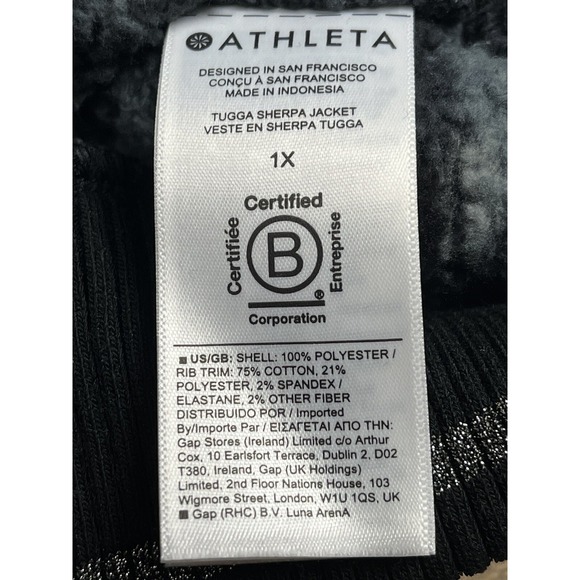 ATHLETA
DESIGNED IN SAN FRANCISCO
CONÇU À SAN FRANCISCO
MADE IN INDONESIA
TUGGA SHERPA JACKET
VESTE EN SHERPA TUGGA
1X
Certified
Certifiée
B
Entreprise
®
Corporation
■ US/GB: SHELL: 100% POLYESTER /
RIB TRIM: 75% COTTON, 21%
POLYESTER, 2% SPANDEX /
ELASTANE, 2% OTHER FIBER
DISTRIBUIDO POR / Imported
By/Importe Par / ΕΙΣΑΓΕΤΑΙ ΑΠΟ ΤΗΝ:
Gap Stores (Ireland) Limited c/o Arthur
Cox, 10 Earlsfort Terrace, Dublin 2, D02
T380, Ireland, Gap (UK Holdings)
Limited, 2nd Floor Nations House, 103
Wigmore Street, London, W1U 1QS, UK
■ Gap (RHC) B.V. Luna ArenA